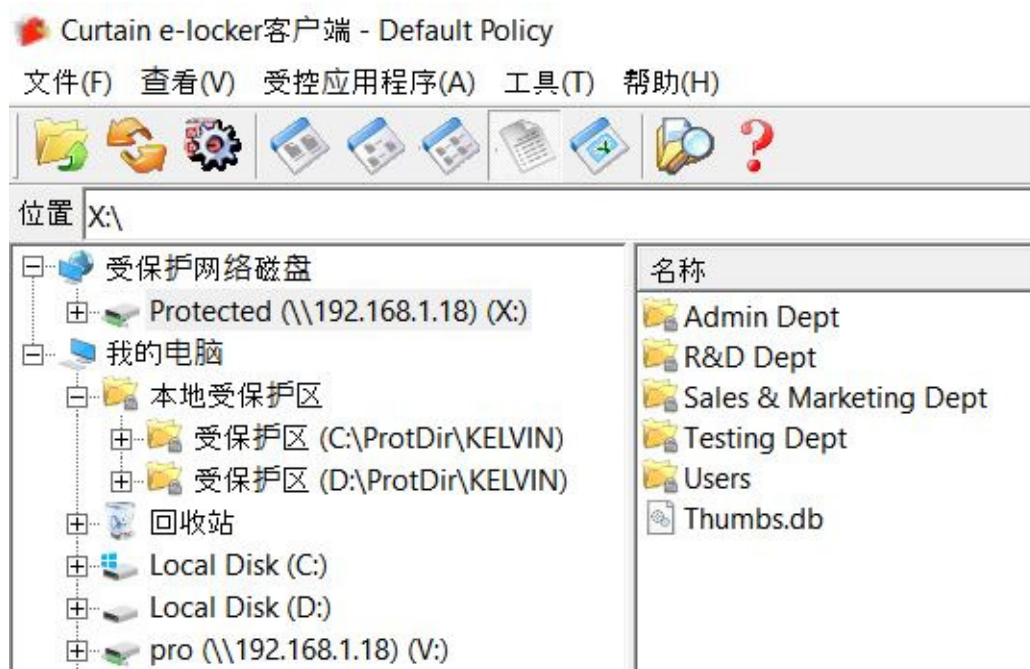 Curtain e-locker客户端 - Default Policy
文件(F) 查看(V) 受控应用程序(A) 工具(T) 帮助(H)
位置 X:\
受保护网络磁盘
Protected (\\192.168.1.18) (X:)
我的电脑
本地受保护区
受保护区 (C:\ProtDir\KELVIN)
受保护区 (D:\ProtDir\KELVIN)
回收站
Local Disk (C:)
Local Disk (D:)
pro (\\192.168.1.18) (V:)
名称
Admin Dept
R&D Dept
Sales & Marketing Dept
Testing Dept
Users
Thumbs.db